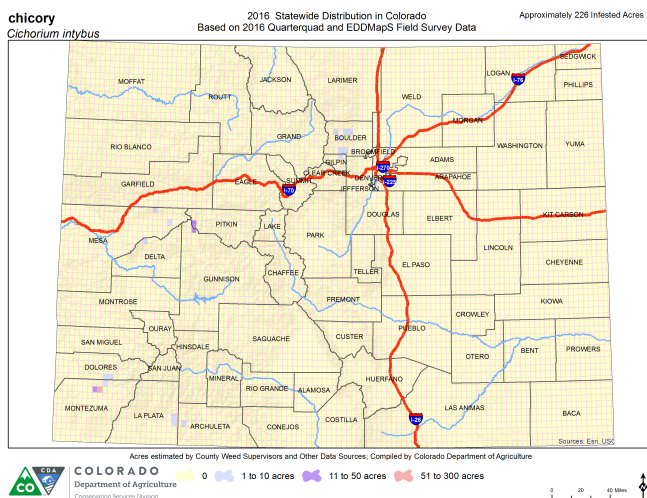 chicory
Cichorium intybus
2016 Statewide Distribution in Colorado
Based on 2016 Quarterquad and EDDMapS Field Survey Data
Approximately 226 Infested Acres
SEDGWICK
LOGAN
I-76
JACKSON
LARIMER
MOFFAT
PHILLIPS
ROUTT
WELD
MORGAN
GRAND
BOULDER
RIO BLANCO
WASHINGTON
YUMA
BROOMFIELD
GILPIN
ADAMS
CLEAR CREEK
DENVER
ARAPAHOE
GARFIELD
EAGLE
SUMMIT
I-70
JEFFERSON
DOUGLAS
ELBERT
KIT CARSON
PITKIN
LAKE
PARK
MESA
LINCOLN
DELTA
CHEYENNE
EL PASO
GUNNISON
CHAFFEE
TELLER
MONTROSE
FREMONT
KIOWA
CROWLEY
OURAY
PUEBLO
SAGUACHE
CUSTER
SAN MIGUEL
HINSDALE
BENT
PROWERS
OTERO
DOLORES
SAN JUAN
MINERAL
HUERFANO
RIO GRANDE
ALAMOSA
MONTEZUMA
LA PLATA
LAS ANIMAS
BACA
ARCHULETA
CONEJOS
COSTILLA
I-25
Sources: Esri, USG
Acres estimated by County Weed Supervisors and Other Data Sources; Compiled by Colorado Department of Agriculture
CO
CDA
COLORADO
Department of Agriculture
Conservation Services Division
0
1 to 10 acres
11 to 50 acres
51 to 300 acres
0 20 40 Miles
N